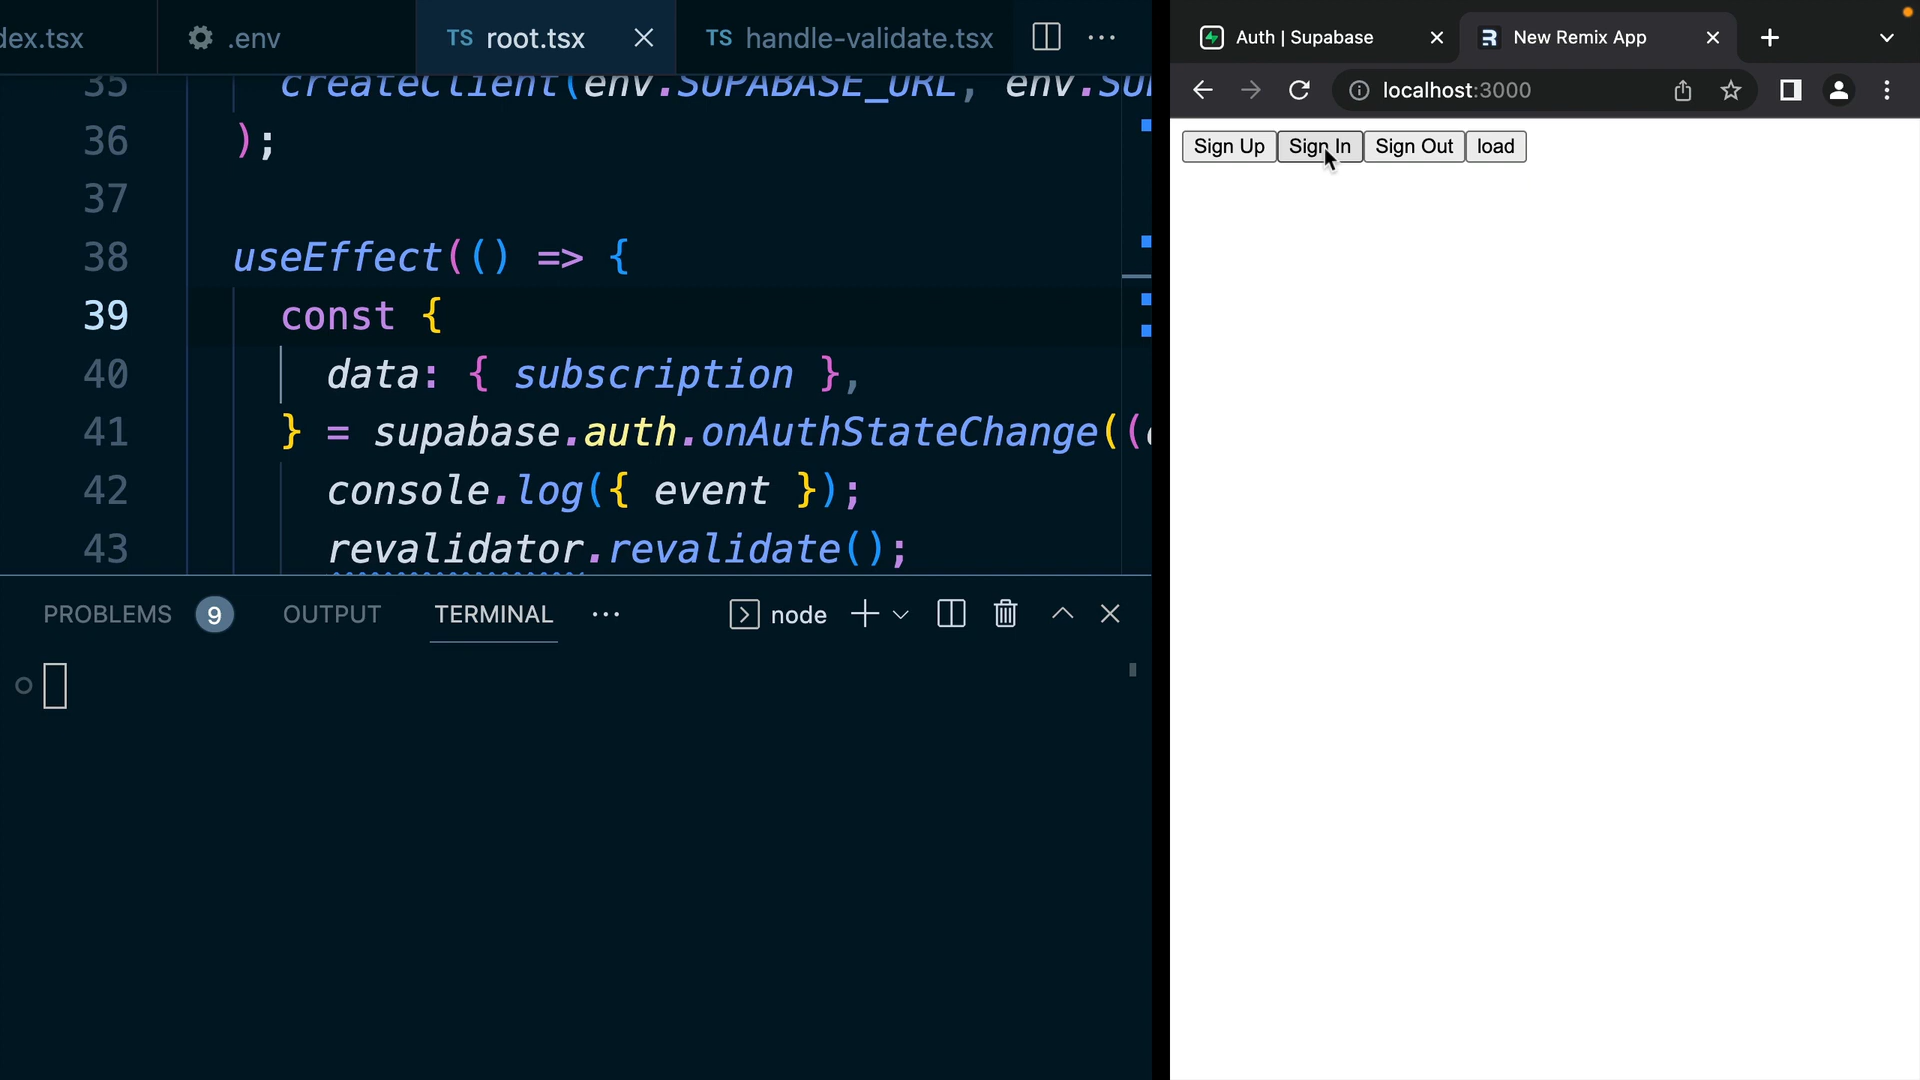 dex.tsx
.env
TS root.tsx
TS handle-validate.tsx
35 createClient(env.SUPABASE_URL, env.SU
36 );
37
38 useEffect(() => {
39 const {
40 data: { subscription },
41 } = supabase.auth.onAuthStateChange((
42 console.log({ event });
43 revalidator.revalidate();
PROBLEMS 9 OUTPUT TERMINAL
node
Auth | Supabase
New Remix App
localhost:3000
Sign Up Sign In Sign Out load